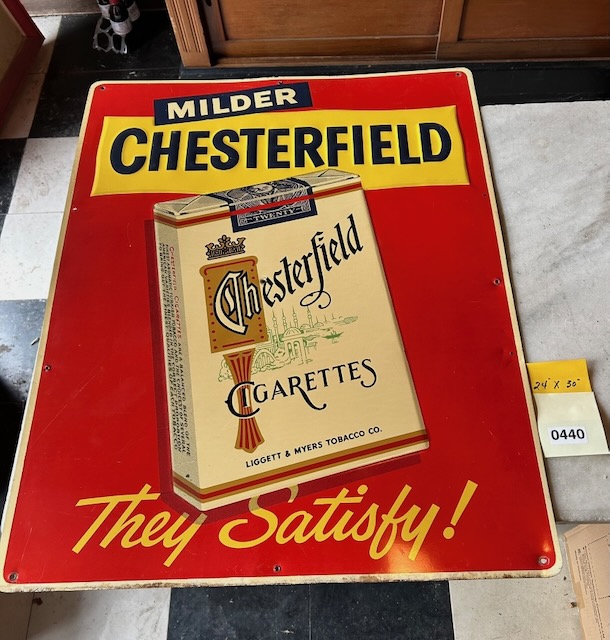 MILDER
CHESTERFIELD
TWENTY
Chesterfield
CIGARETTES
LIGGETT & MYERS TOBACCO CO.
They Satisfy!
24" X 30"
0440